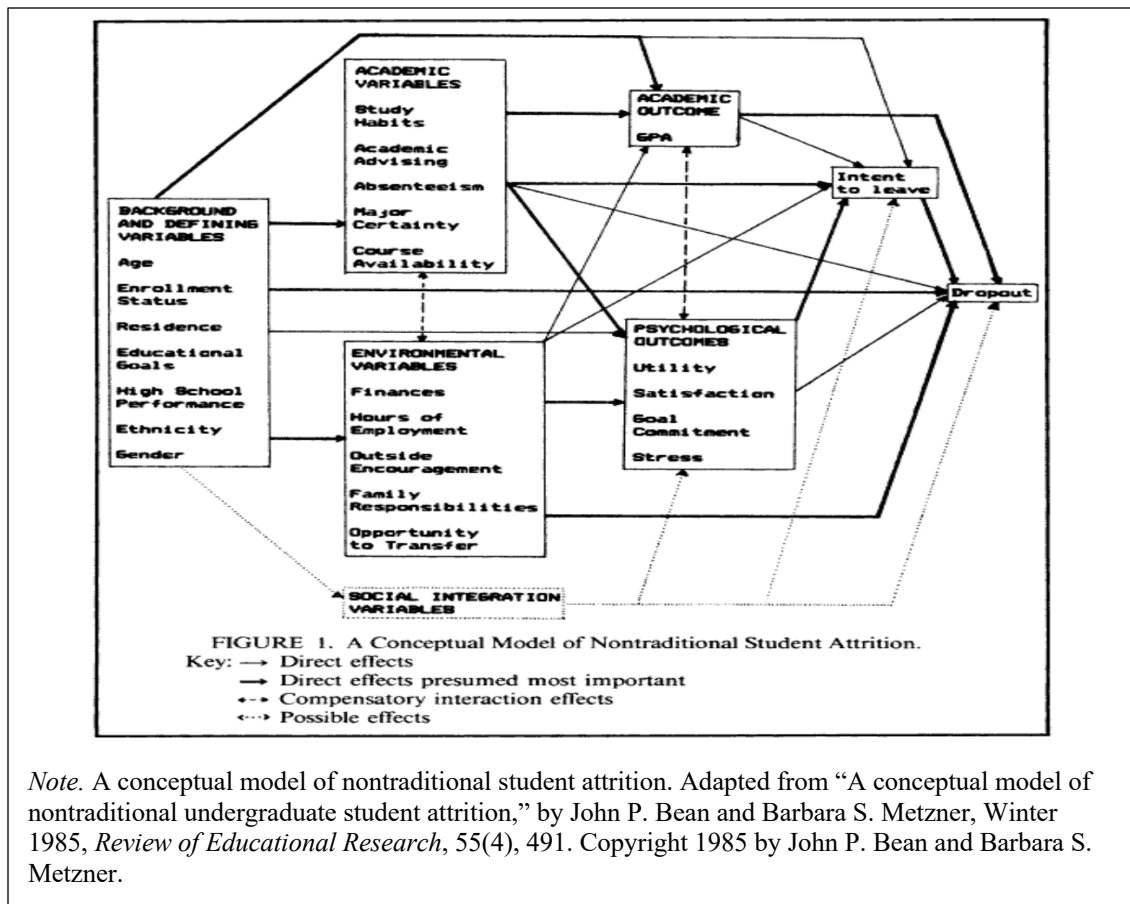 ACADEMIC
VARIABLES
Study
Habits
Academic
Advising
Absenteeism
Major
Certainty
Course
Availability
ACADEMIC
OUTCOME
GPA
Intent
to leave
Dropout
BACKGROUND
AND DEFINING
VARIABLES
Age
Enrollment
Status
Residence
Educational
Goals
High School
Performance
Ethnicity
Gender
ENVIRONMENTAL
VARIABLES
Finances
Hours of
Employment
Outside
Encouragement
Family
Responsibilities
Opportunity
to Transfer
PSYCHOLOGICAL
OUTCOMES
Utility
Satisfaction
Goal
Commitment
Stress
SOCIAL INTEGRATION
VARIABLES
FIGURE 1. A Conceptual Model of Nontraditional Student Attrition.
Key: → Direct effects
→ Direct effects presumed most important
◂--▸ Compensatory interaction effects
◂···▸ Possible effects
Note. A conceptual model of nontraditional student attrition. Adapted from “A conceptual model of
nontraditional undergraduate student attrition,” by John P. Bean and Barbara S. Metzner, Winter
1985, Review of Educational Research, 55(4), 491. Copyright 1985 by John P. Bean and Barbara S.
Metzner.